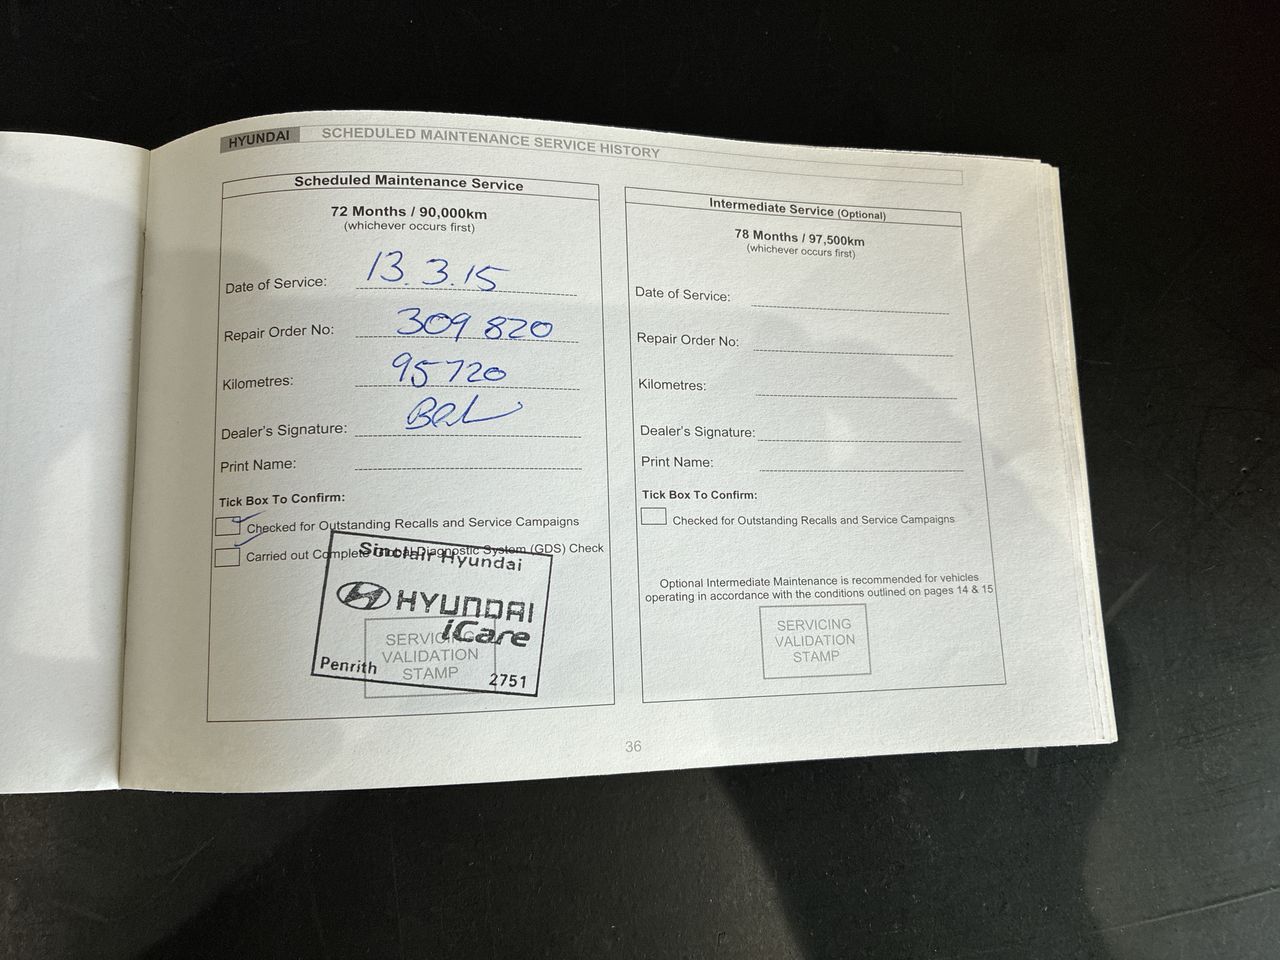 HYUNDAI SCHEDULED MAINTENANCE SERVICE HISTORY
Scheduled Maintenance Service
72 Months / 90,000km
(whichever occurs first)
Date of Service: 13.3.15
Repair Order No: 309 820
Kilometres: 95720
Dealer's Signature:
Print Name:
Tick Box To Confirm:
Checked for Outstanding Recalls and Service Campaigns
Carried out Complete Global Diagnostic System (GDS) Check
Sinclair Hyundai
HYUNDAI
iCare
Penrith 2751
SERVICING
VALIDATION
STAMP
Intermediate Service (Optional)
78 Months / 97,500km
(whichever occurs first)
Date of Service:
Repair Order No:
Kilometres:
Dealer's Signature:
Print Name:
Tick Box To Confirm:
Checked for Outstanding Recalls and Service Campaigns
Optional Intermediate Maintenance is recommended for vehicles
operating in accordance with the conditions outlined on pages 14 & 15
SERVICING
VALIDATION
STAMP
36